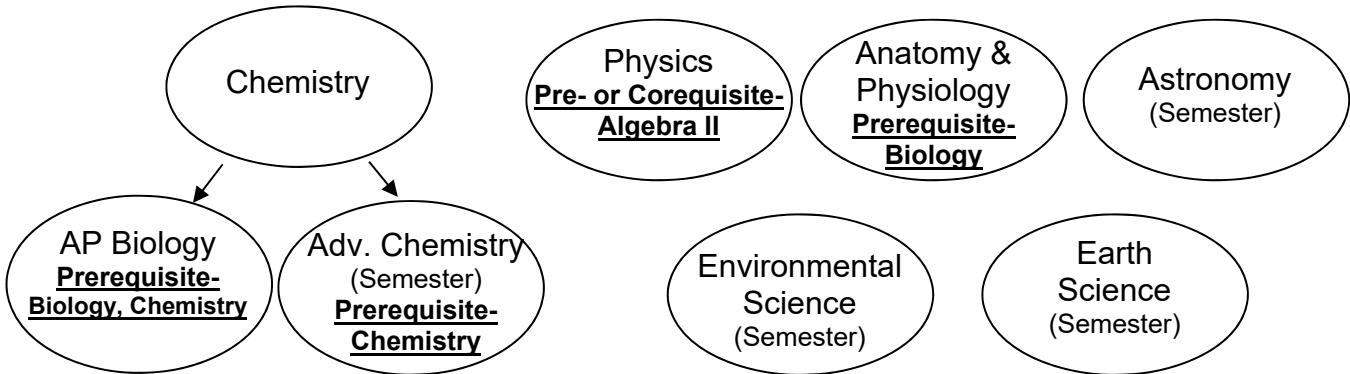 Chemistry
Physics
Pre- or Corequisite-
Algebra II
Anatomy &
Physiology
Prerequisite-
Biology
Astronomy
(Semester)
AP Biology
Prerequisite-
Biology, Chemistry
Adv. Chemistry
(Semester)
Prerequisite-
Chemistry
Environmental
Science
(Semester)
Earth
Science
(Semester)